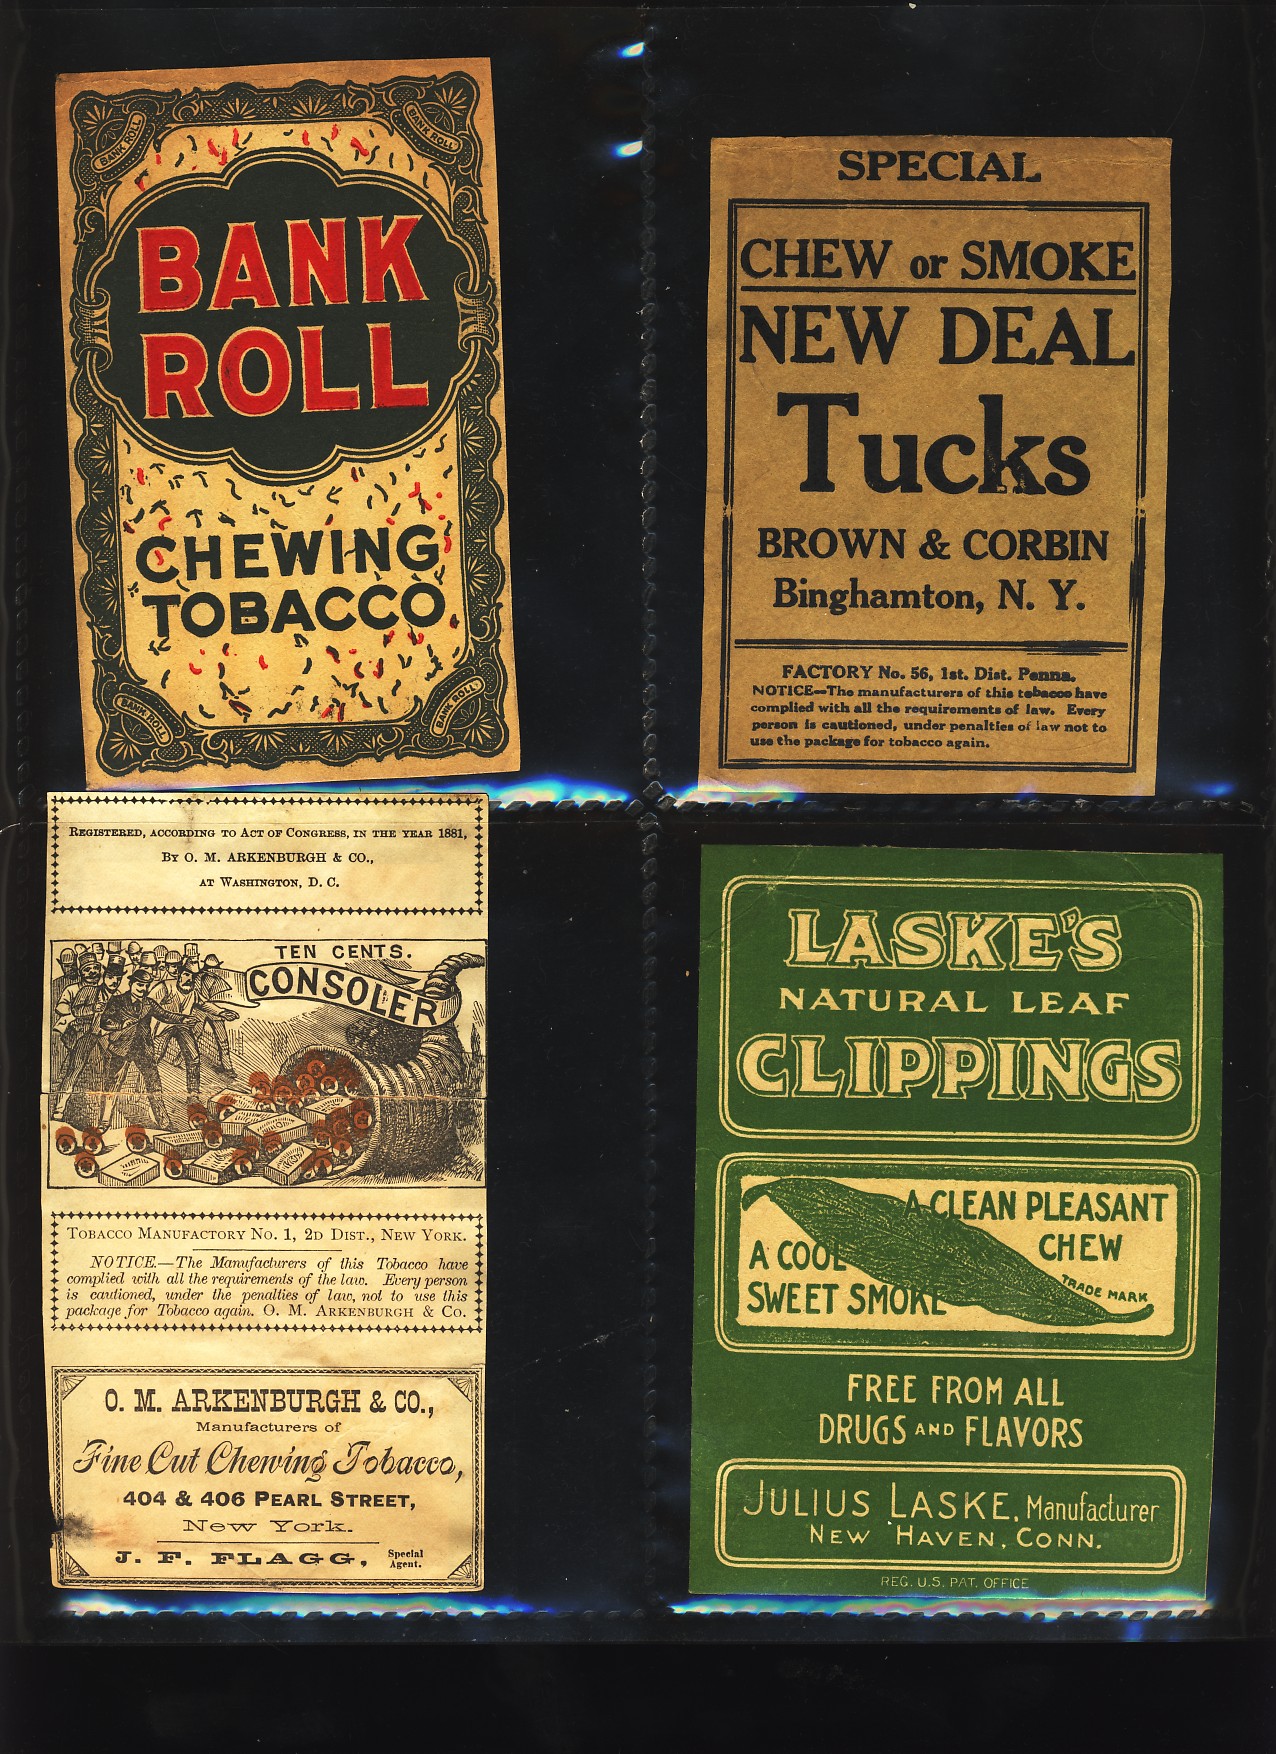 BANK ROLL
BANK ROLL
BANK
ROLL
CHEWING
TOBACCO
BANK ROLL
BANK ROLL
SPECIAL
CHEW or SMOKE
NEW DEAL
Tucks
BROWN & CORBIN
Binghamton, N. Y.
FACTORY No. 56, 1st. Dist. Penna.
NOTICE—The manufacturers of this tobacco have
complied with all the requirements of law. Every
person is cautioned, under penalties of law not to
use the package for tobacco again.
REGISTERED, ACCORDING TO ACT OF CONGRESS, IN THE YEAR 1881,
BY O. M. ARKENBURGH & CO.,
AT WASHINGTON, D. C.
TEN CENTS.
CONSOLER
TOBACCO MANUFACTORY NO. 1, 2D DIST., NEW YORK.
NOTICE.—The Manufacturers of this Tobacco have
complied with all the requirements of the law. Every person
is cautioned, under the penalties of law, not to use this
package for Tobacco again. O. M. ARKENBURGH & CO.
O. M. ARKENBURGH & CO.,
Manufacturers of
Fine Cut Chewing Tobacco,
404 & 406 PEARL STREET,
New York.
J. F. FLAGG, Special Agent.
LASKE'S
NATURAL LEAF
CLIPPINGS
A CLEAN PLEASANT
CHEW
A COOL
SWEET SMOKE
TRADE MARK
FREE FROM ALL
DRUGS AND FLAVORS
JULIUS LASKE, Manufacturer
NEW HAVEN, CONN.
REG. U.S. PAT. OFFICE